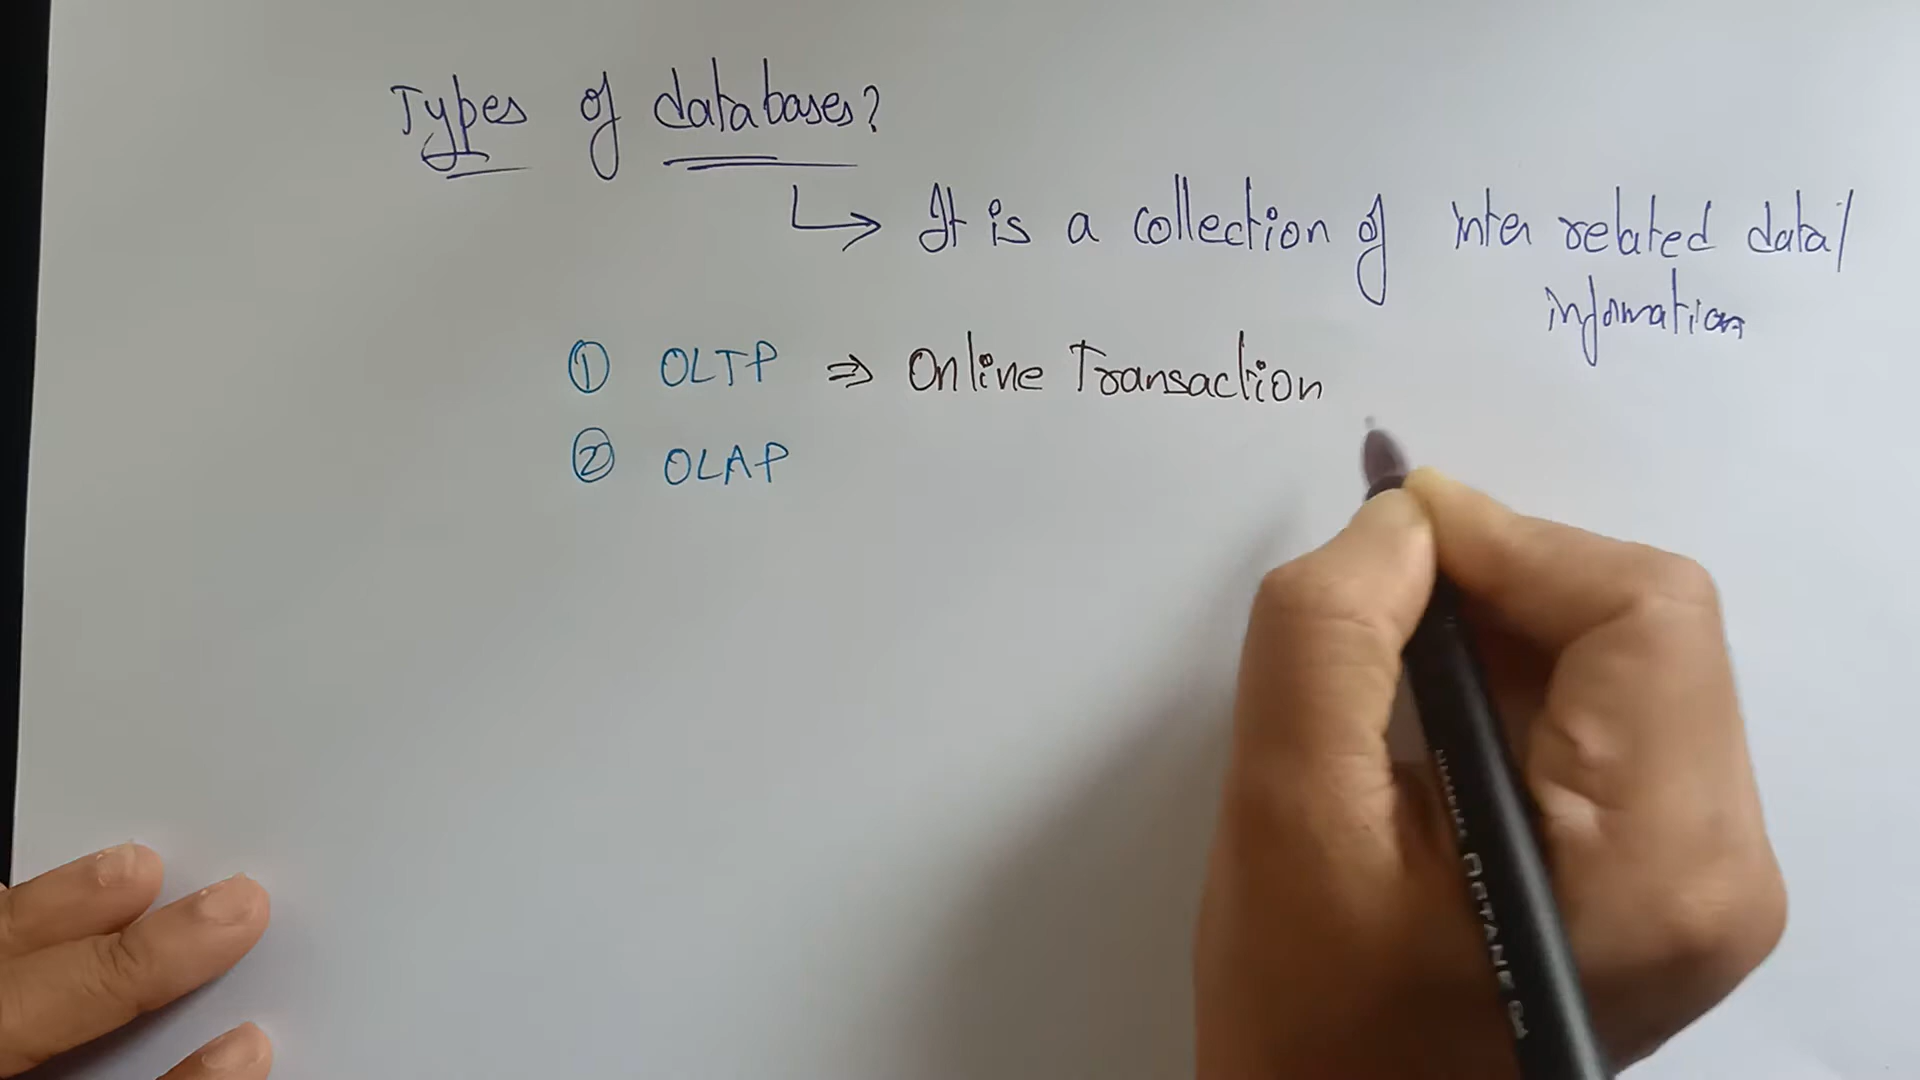 Types of databases?
It is a collection of Inter related data/
information
① OLTP ⇒ Online Transaction
② OLAP